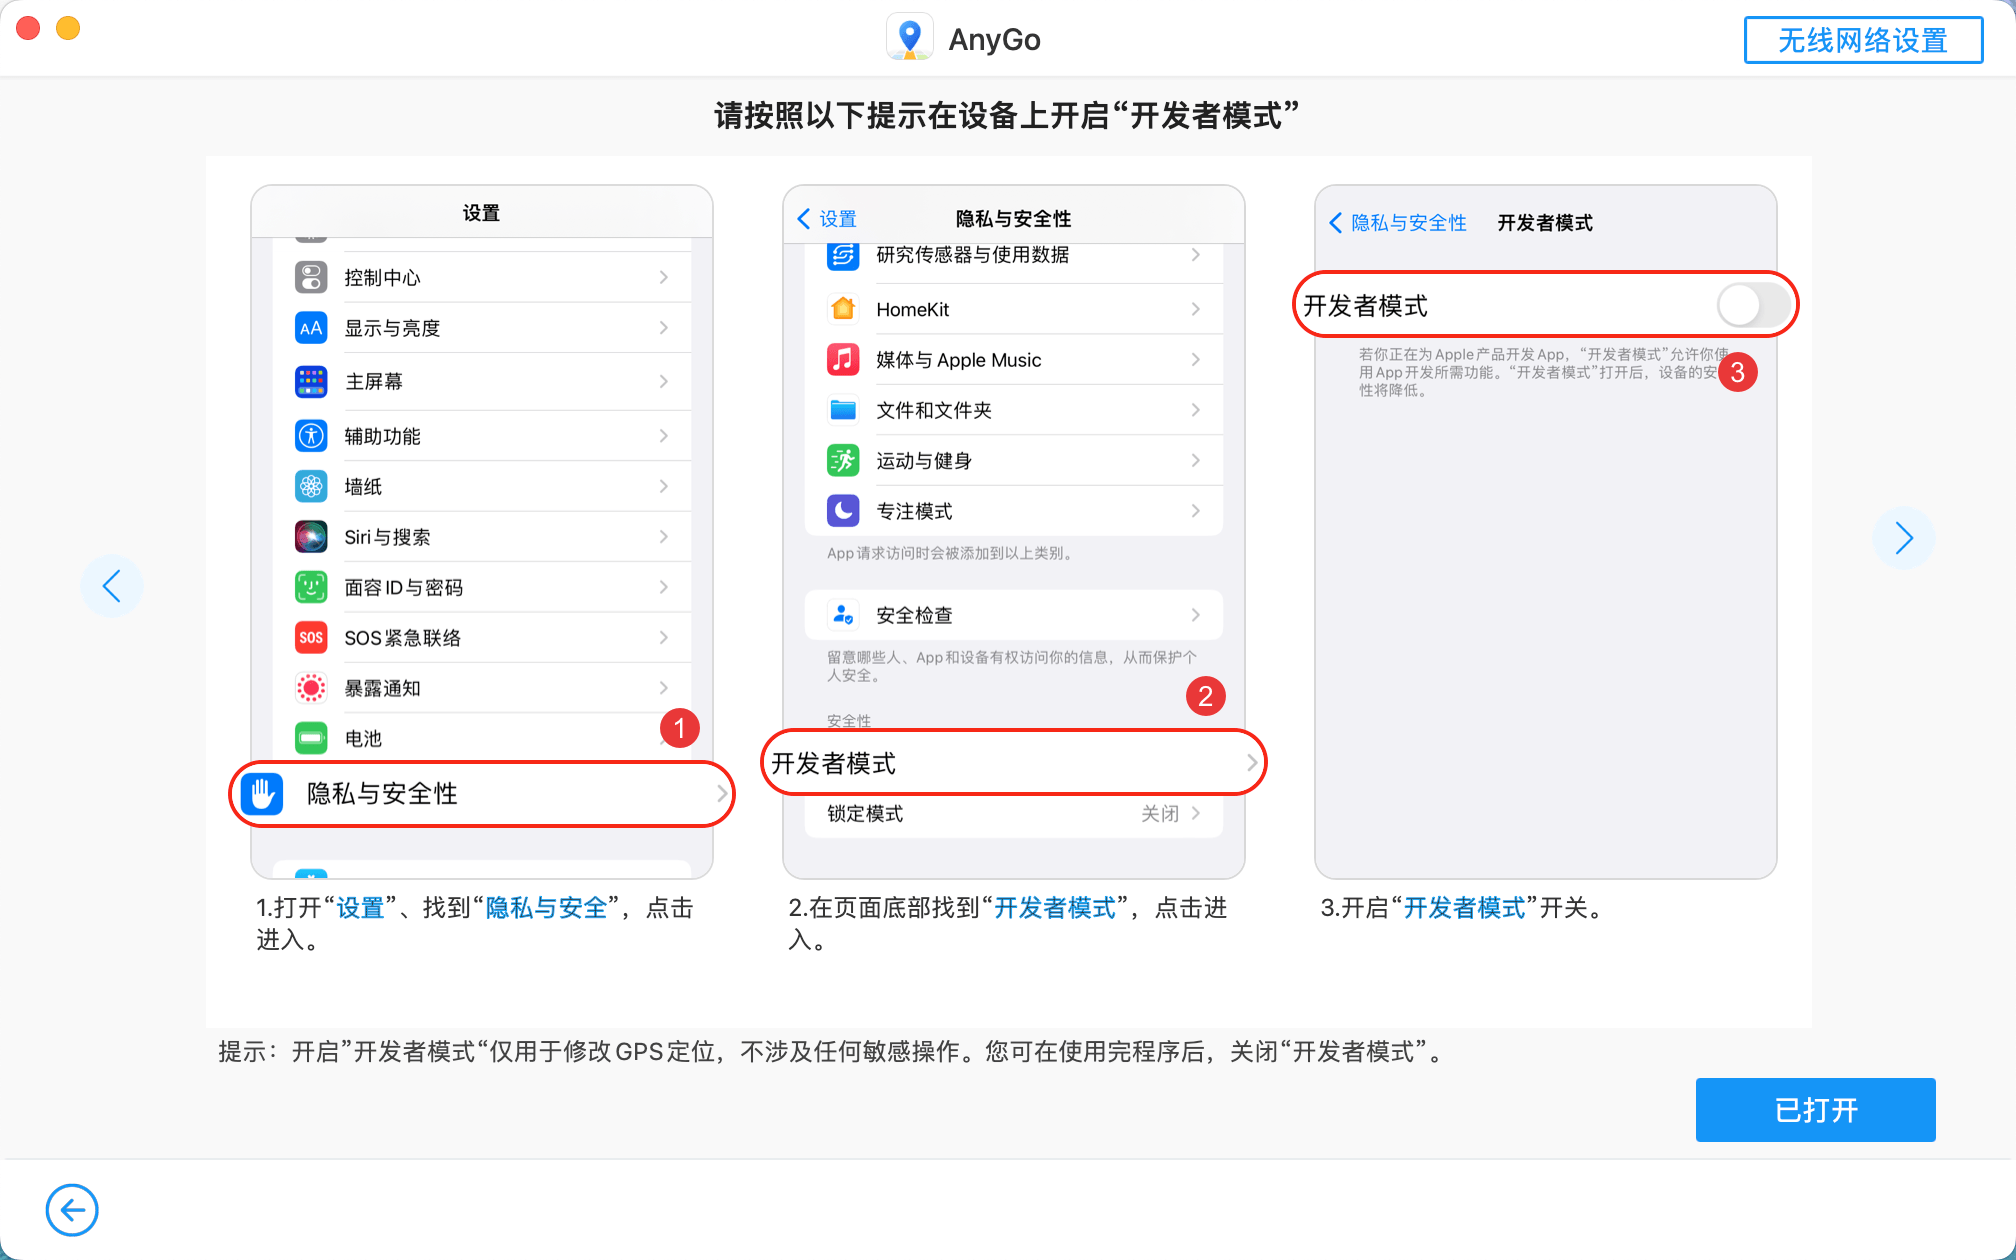 AnyGo
无线网络设置
请按照以下提示在设备上开启“开发者模式”
设置
控制中心
AA
显示与亮度
主屏幕
辅助功能
墙纸
Siri与搜索
面容ID与密码
SOS
SOS紧急联络
暴露通知
电池
1
隐私与安全性
1.打开“设置”、找到“隐私与安全”，点击
进入。
设置
隐私与安全性
研究传感器与使用数据
HomeKit
媒体与 Apple Music
文件和文件夹
运动与健身
专注模式
App请求访问时会被添加到以上类别。
安全检查
留意哪些人、App和设备有权访问你的信息，从而保护个
人安全。
2
安全性
开发者模式
锁定模式
关闭
2.在页面底部找到“开发者模式”，点击进
入。
隐私与安全性
开发者模式
开发者模式
若你正在为Apple产品开发App，“开发者模式”允许你使
用App开发所需功能。“开发者模式”打开后，设备的安
性将降低。
3
3.开启“开发者模式”开关。
提示：开启”开发者模式“仅用于修改GPS定位，不涉及任何敏感操作。您可在使用完程序后，关闭“开发者模式”。
已打开